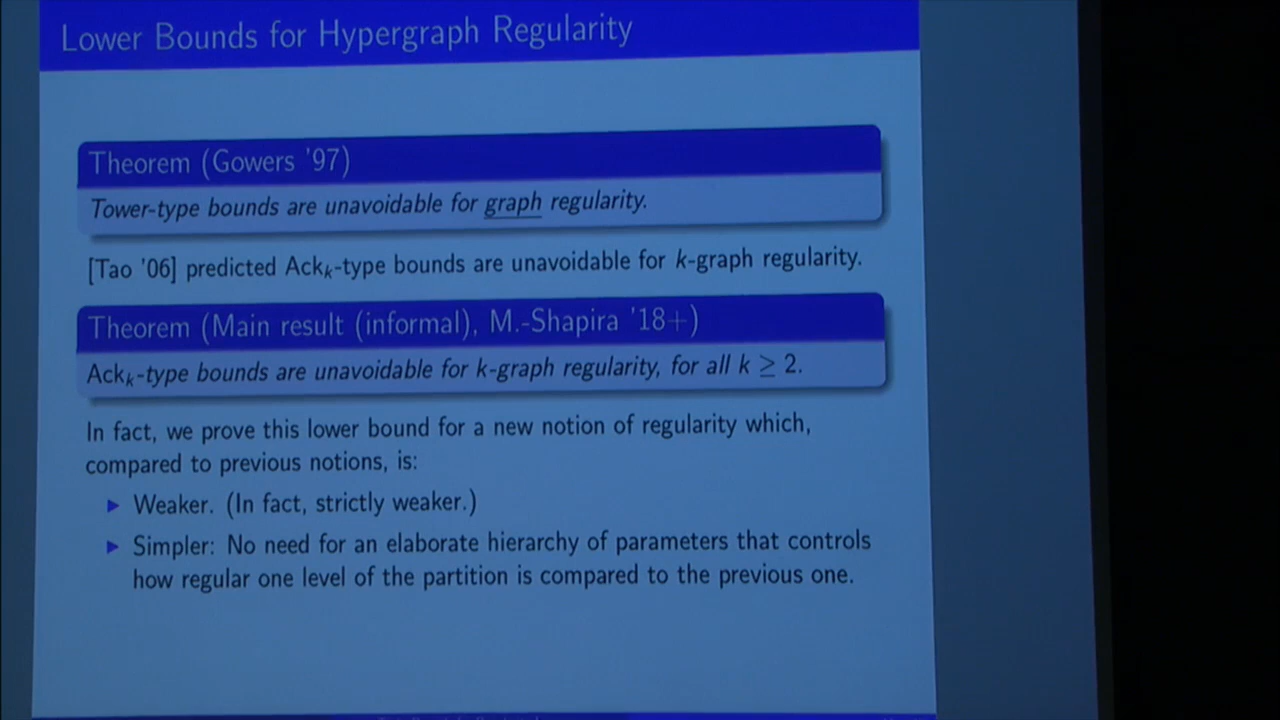 Lower Bounds for Hypergraph Regularity
Theorem (Gowers '97)
Tower-type bounds are unavoidable for graph regularity.
[Tao '06] predicted Ackₖ-type bounds are unavoidable for k-graph regularity.
Theorem (Main result (informal), M.-Shapira '18+)
Ackₖ-type bounds are unavoidable for k-graph regularity, for all k ≥ 2.
In fact, we prove this lower bound for a new notion of regularity which,
compared to previous notions, is:
▶ Weaker. (In fact, strictly weaker.)
▶ Simpler: No need for an elaborate hierarchy of parameters that controls
how regular one level of the partition is compared to the previous one.